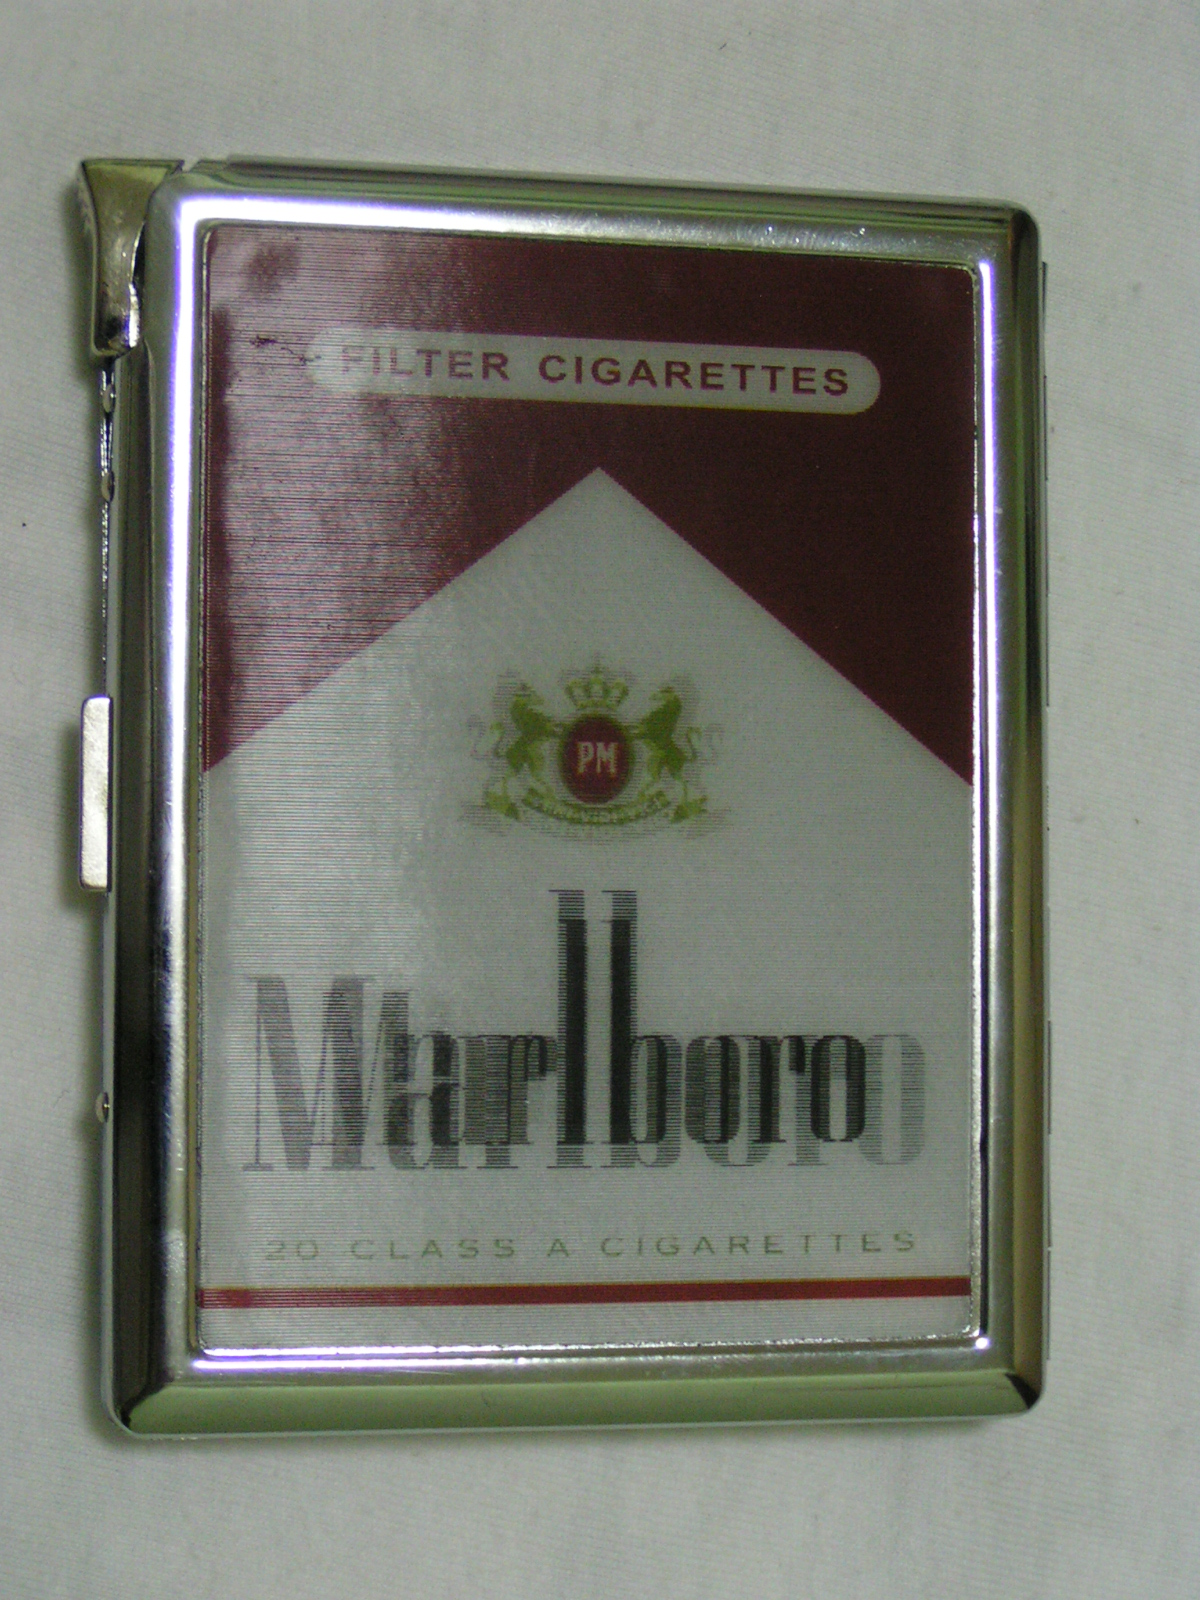 FILTER CIGARETTES
PM
Marlboro
20 CLASS A CIGARETTES